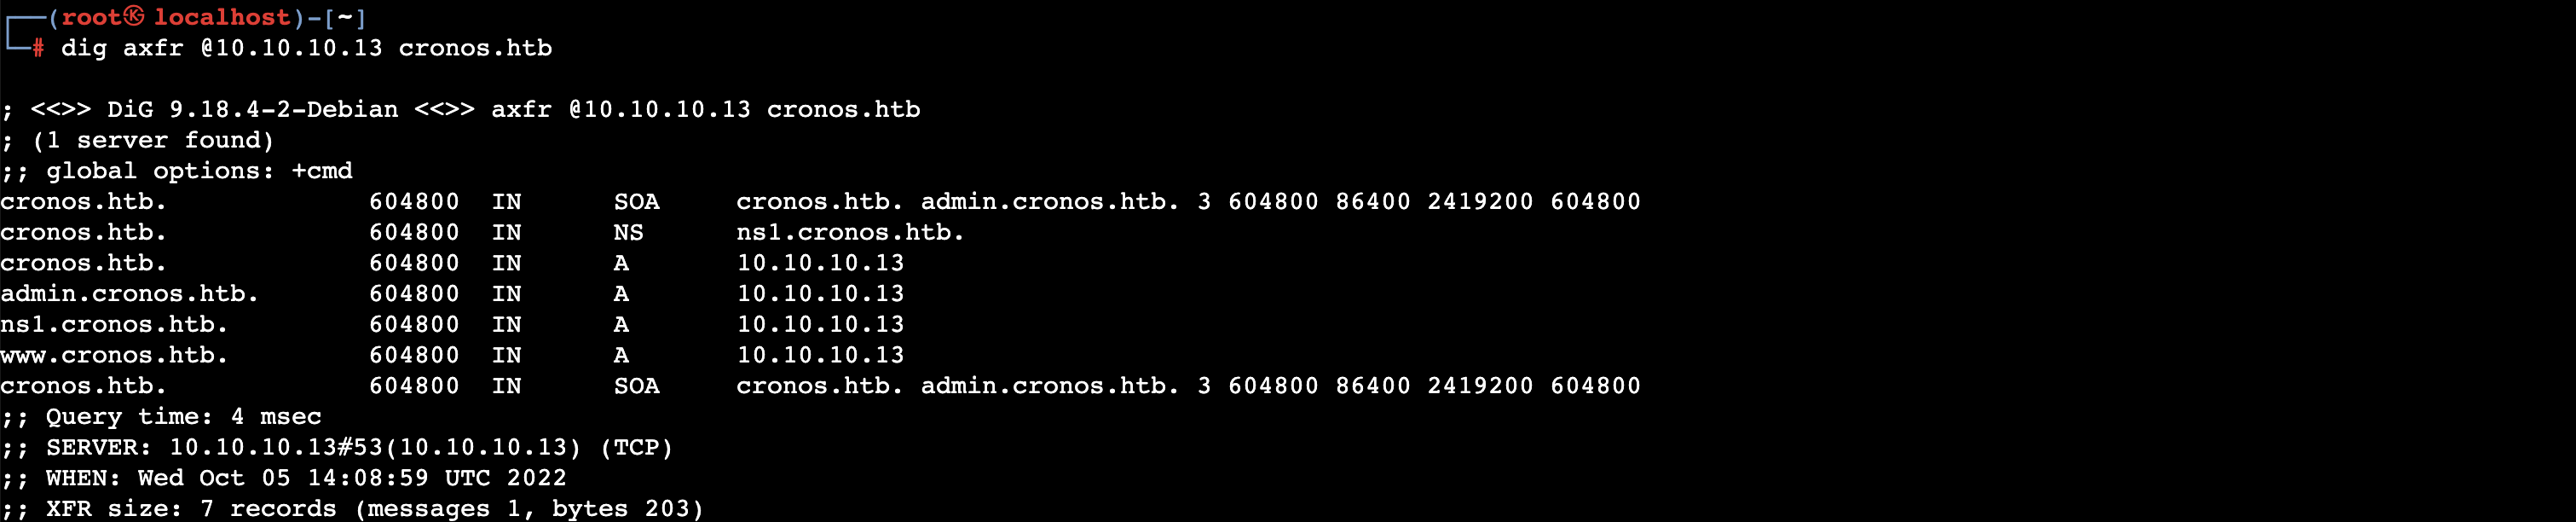 ┌──(root㉿ localhost)-[~]
└─# dig axfr @10.10.10.13 cronos.htb
; <<>> DiG 9.18.4-2-Debian <<>> axfr @10.10.10.13 cronos.htb
; (1 server found)
;; global options: +cmd
cronos.htb. 604800 IN SOA cronos.htb. admin.cronos.htb. 3 604800 86400 2419200 604800
cronos.htb. 604800 IN NS ns1.cronos.htb.
cronos.htb. 604800 IN A 10.10.10.13
admin.cronos.htb. 604800 IN A 10.10.10.13
ns1.cronos.htb. 604800 IN A 10.10.10.13
www.cronos.htb. 604800 IN A 10.10.10.13
cronos.htb. 604800 IN SOA cronos.htb. admin.cronos.htb. 3 604800 86400 2419200 604800
;; Query time: 4 msec
;; SERVER: 10.10.10.13#53(10.10.10.13) (TCP)
;; WHEN: Wed Oct 05 14:08:59 UTC 2022
;; XFR size: 7 records (messages 1, bytes 203)